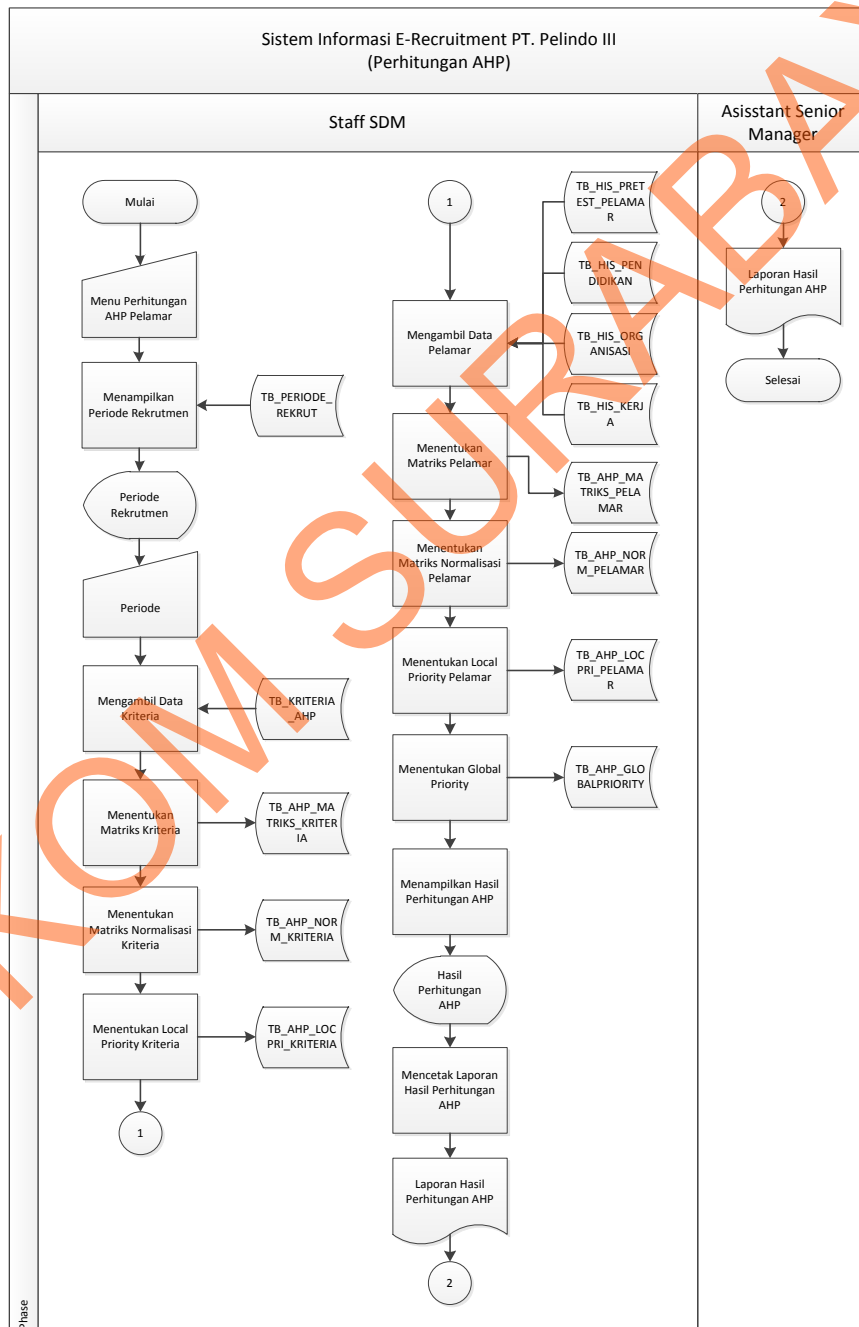 Sistem Informasi E-Recruitment PT. Pelindo III
(Perhitungan AHP)
Staff SDM
Asisstant Senior
Manager
Mulai
Menu Perhitungan
AHP Pelamar
Menampilkan
Periode Rekrutmen
TB_PERIODE_
REKRUT
Periode
Rekrutmen
Periode
Mengambil Data
Kriteria
TB_KRITERIA
_AHP
Menentukan
Matriks Kriteria
TB_AHP_MA
TRIKS_KRITER
IA
Menentukan
Matriks Normalisasi
Kriteria
TB_AHP_NOR
M_KRITERIA
Menentukan Local
Priority Kriteria
TB_AHP_LOC
PRI_KRITERIA
1
1
TB_HIS_PRET
EST_PELAMA
R
TB_HIS_PEN
DIDIKAN
Mengambil Data
Pelamar
TB_HIS_ORG
ANISASI
TB_HIS_KERJ
A
Menentukan
Matriks Pelamar
TB_AHP_MA
TRIKS_PELA
MAR
Menentukan
Matriks Normalisasi
Pelamar
TB_AHP_NOR
M_PELAMAR
Menentukan Local
Priority Pelamar
TB_AHP_LOC
PRI_PELAMA
R
Menentukan Global
Priority
TB_AHP_GLO
BALPRIORITY
Menampilkan Hasil
Perhitungan AHP
Hasil
Perhitungan
AHP
Mencetak Laporan
Hasil Perhitungan
AHP
Laporan Hasil
Perhitungan AHP
2
2
Laporan Hasil
Perhitungan AHP
Selesai
Phase
KOM SURABAY